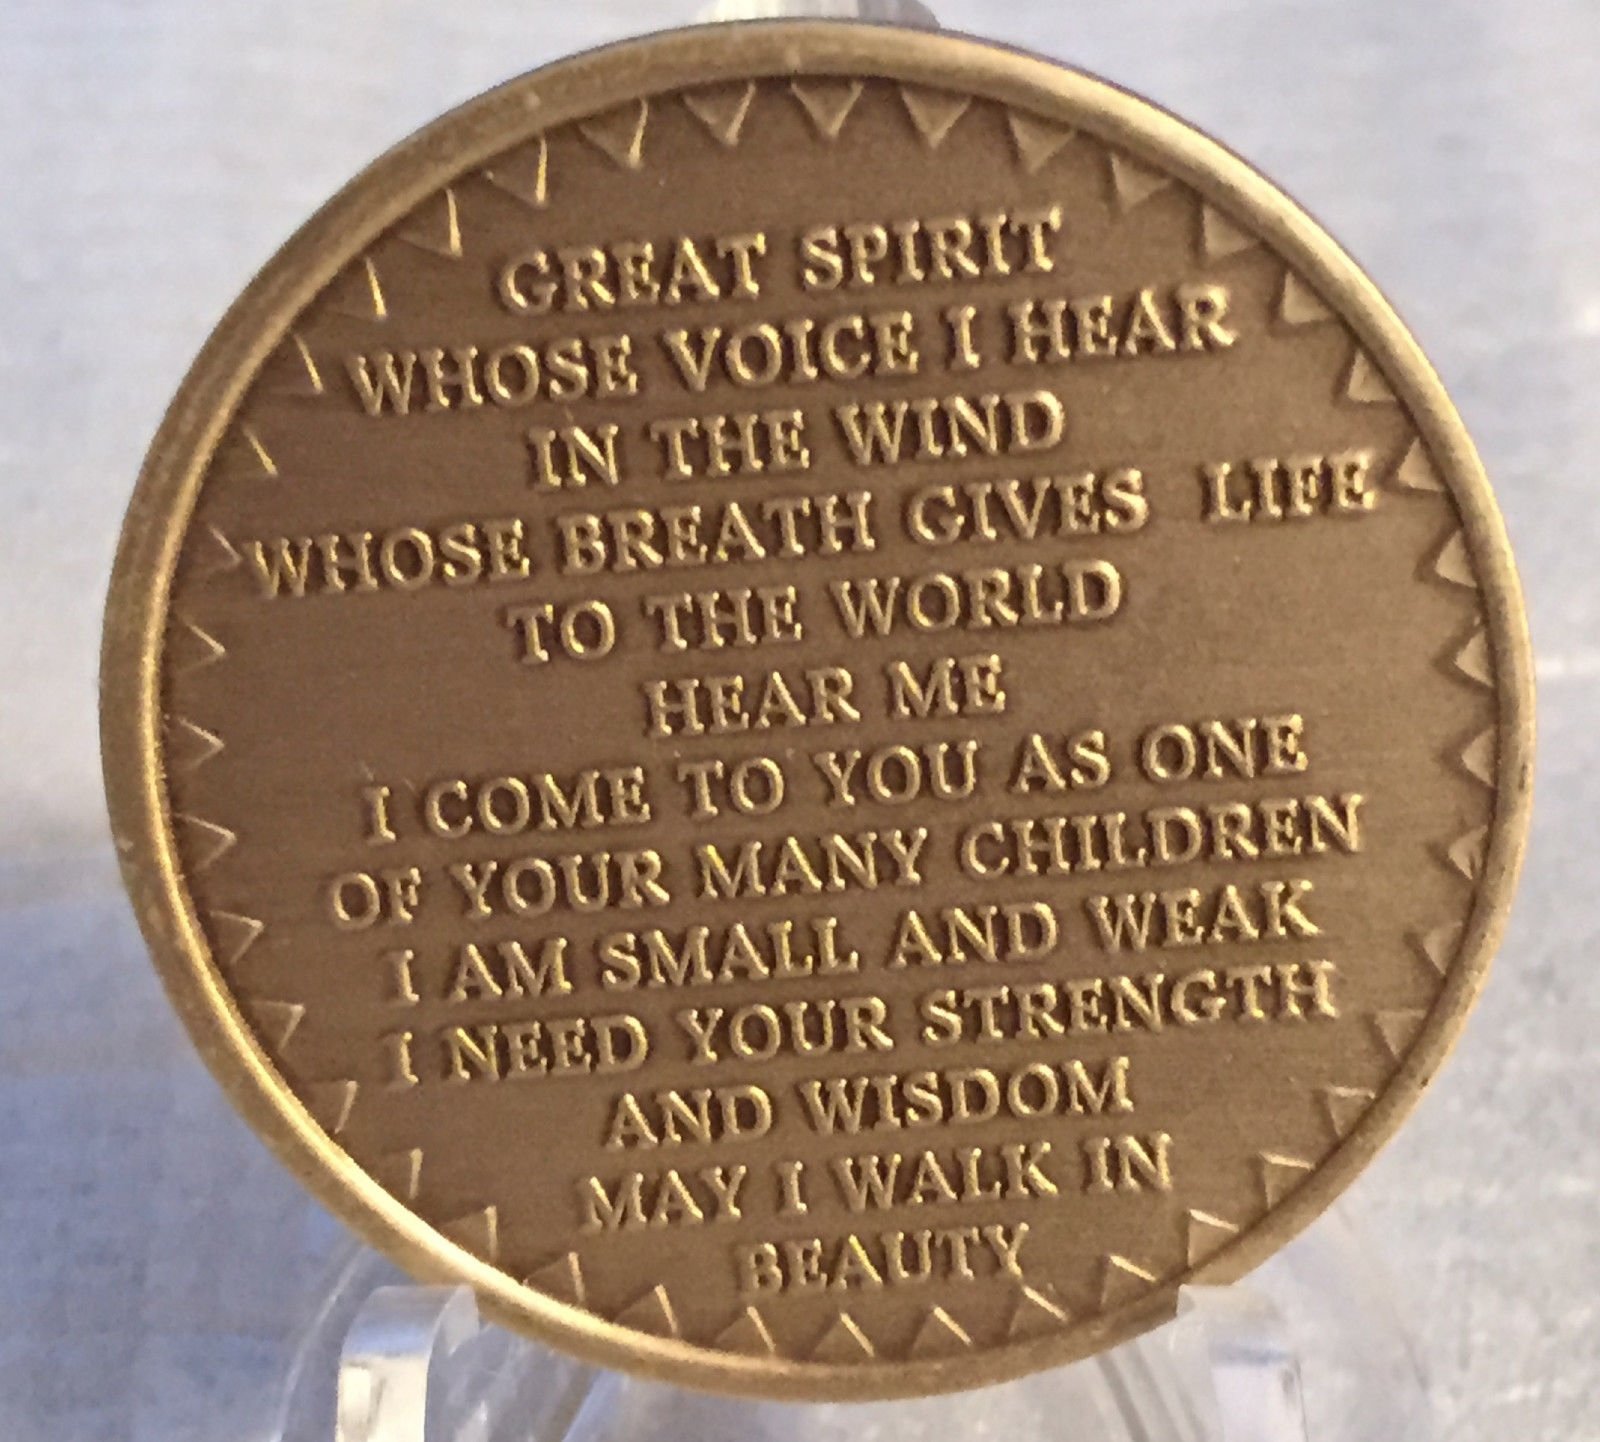 GREAT SPIRIT
WHOSE VOICE I HEAR
IN THE WIND
WHOSE BREATH GIVES LIFE
TO THE WORLD
HEAR ME
I COME TO YOU AS ONE
OF YOUR MANY CHILDREN
I AM SMALL AND WEAK
I NEED YOUR STRENGTH
AND WISDOM
MAY I WALK IN
BEAUTY